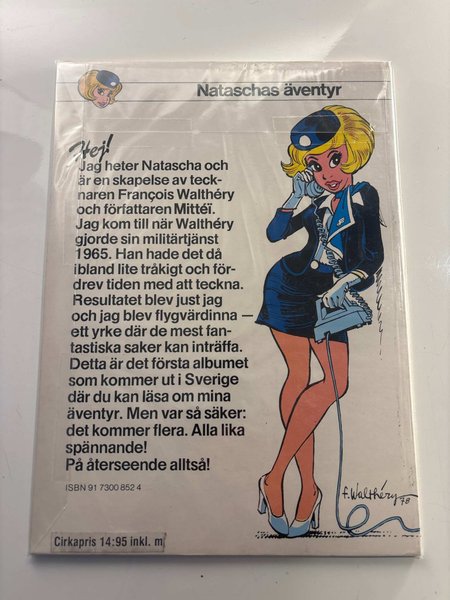 Nataschas äventyr
Hej!
Jag heter Natascha och
är en skapelse av teck-
naren François Walthéry
och författaren Mittéï.
Jag kom till när Walthéry
gjorde sin militärtjänst
1965. Han hade det då
ibland lite tråkigt och för-
drev tiden med att teckna.
Resultatet blev just jag
och jag blev flygvärdinna —
ett yrke där de mest fan-
tastiska saker kan inträffa.
Detta är det första albumet
som kommer ut i Sverige
där du kan läsa om mina
äventyr. Men var så säker:
det kommer flera. Alla lika
spännande!
På återseende alltså!
ISBN 91 7300 852 4
F. Walthéry
78
Cirkapris 14:95 inkl. m